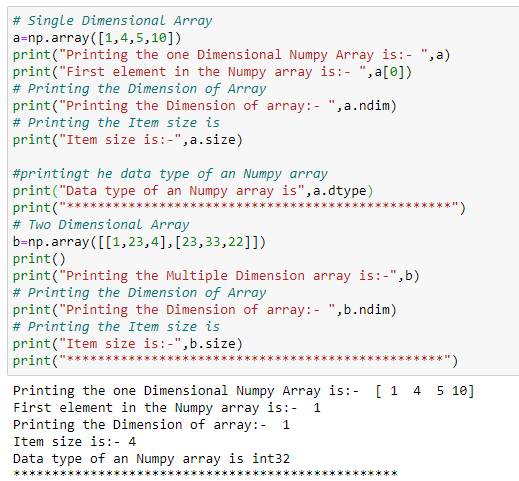 # Single Dimensional Array
a=np.array([1,4,5,10])
print("Printing the one Dimensional Numpy Array is:- ",a)
print("First element in the Numpy array is:- ",a[0])
# Printing the Dimension of Array
print("Printing the Dimension of array:- ",a.ndim)
# Printing the Item size is
print("Item size is:-",a.size)

#printingt he data type of an Numpy array
print("Data type of an Numpy array is",a.dtype)
print("**************************************************")
# Two Dimensional Array
b=np.array([[1,23,4],[23,33,22]])
print()
print("Printing the Multiple Dimension array is:-",b)
# Printing the Dimension of Array
print("Printing the Dimension of array:- ",b.ndim)
# Printing the Item size is
print("Item size is:-",b.size)
print("*************************************************")
Printing the one Dimensional Numpy Array is:-  [ 1  4  5 10]
First element in the Numpy array is:-  1
Printing the Dimension of array:-  1
Item size is:- 4
Data type of an Numpy array is int32
**************************************************